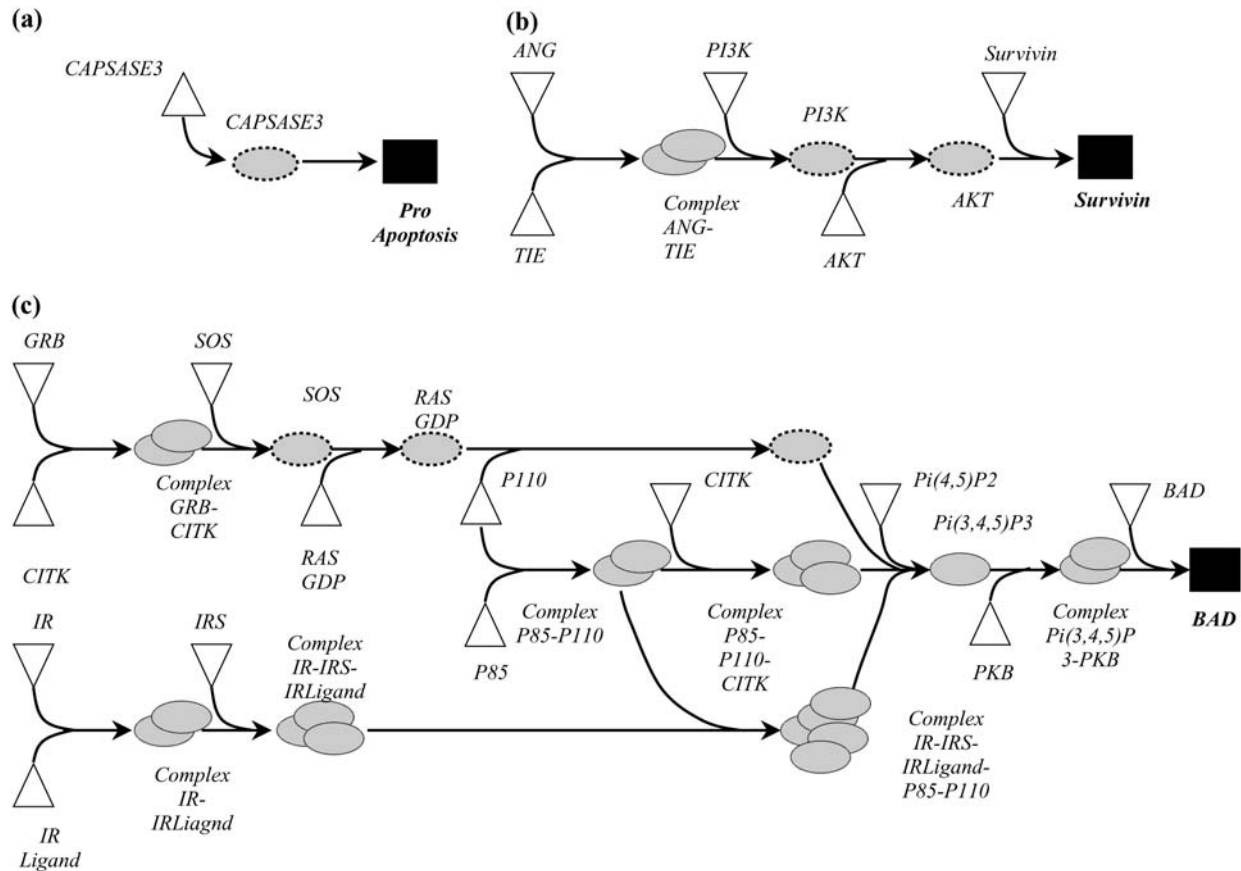 (a)
CAPSASE3
CAPSASE3
Pro
Apoptosis
(b)
ANG
PI3K
Survivin
PI3K
TIE
Complex
ANG-
TIE
AKT
AKT
Survivin
(c)
GRB
SOS
SOS
RAS
GDP
CITK
Complex
GRB-
CITK
RAS
GDP
P110
CITK
Pi(4,5)P2
Pi(3,4,5)P3
BAD
P85
Complex
P85-P110
Complex
P85-
P110-
CITK
PKB
Complex
Pi(3,4,5)P
3-PKB
BAD
IR
IRS
Complex
IR-IRS-
IRLigand
IR
Ligand
Complex
IR-
IRLiagnd
Complex
IR-IRS-
IRLigand-
P85-P110